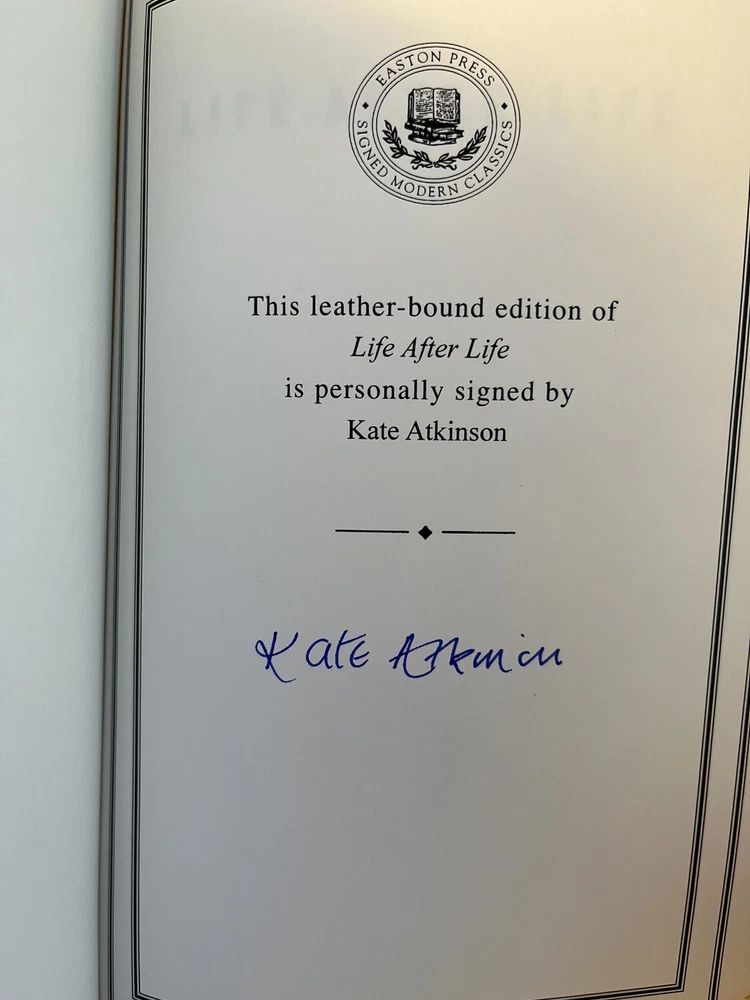 EASTON PRESS
SIGNED MODERN CLASSICS
This leather-bound edition of
Life After Life
is personally signed by
Kate Atkinson
Kate Atkinson